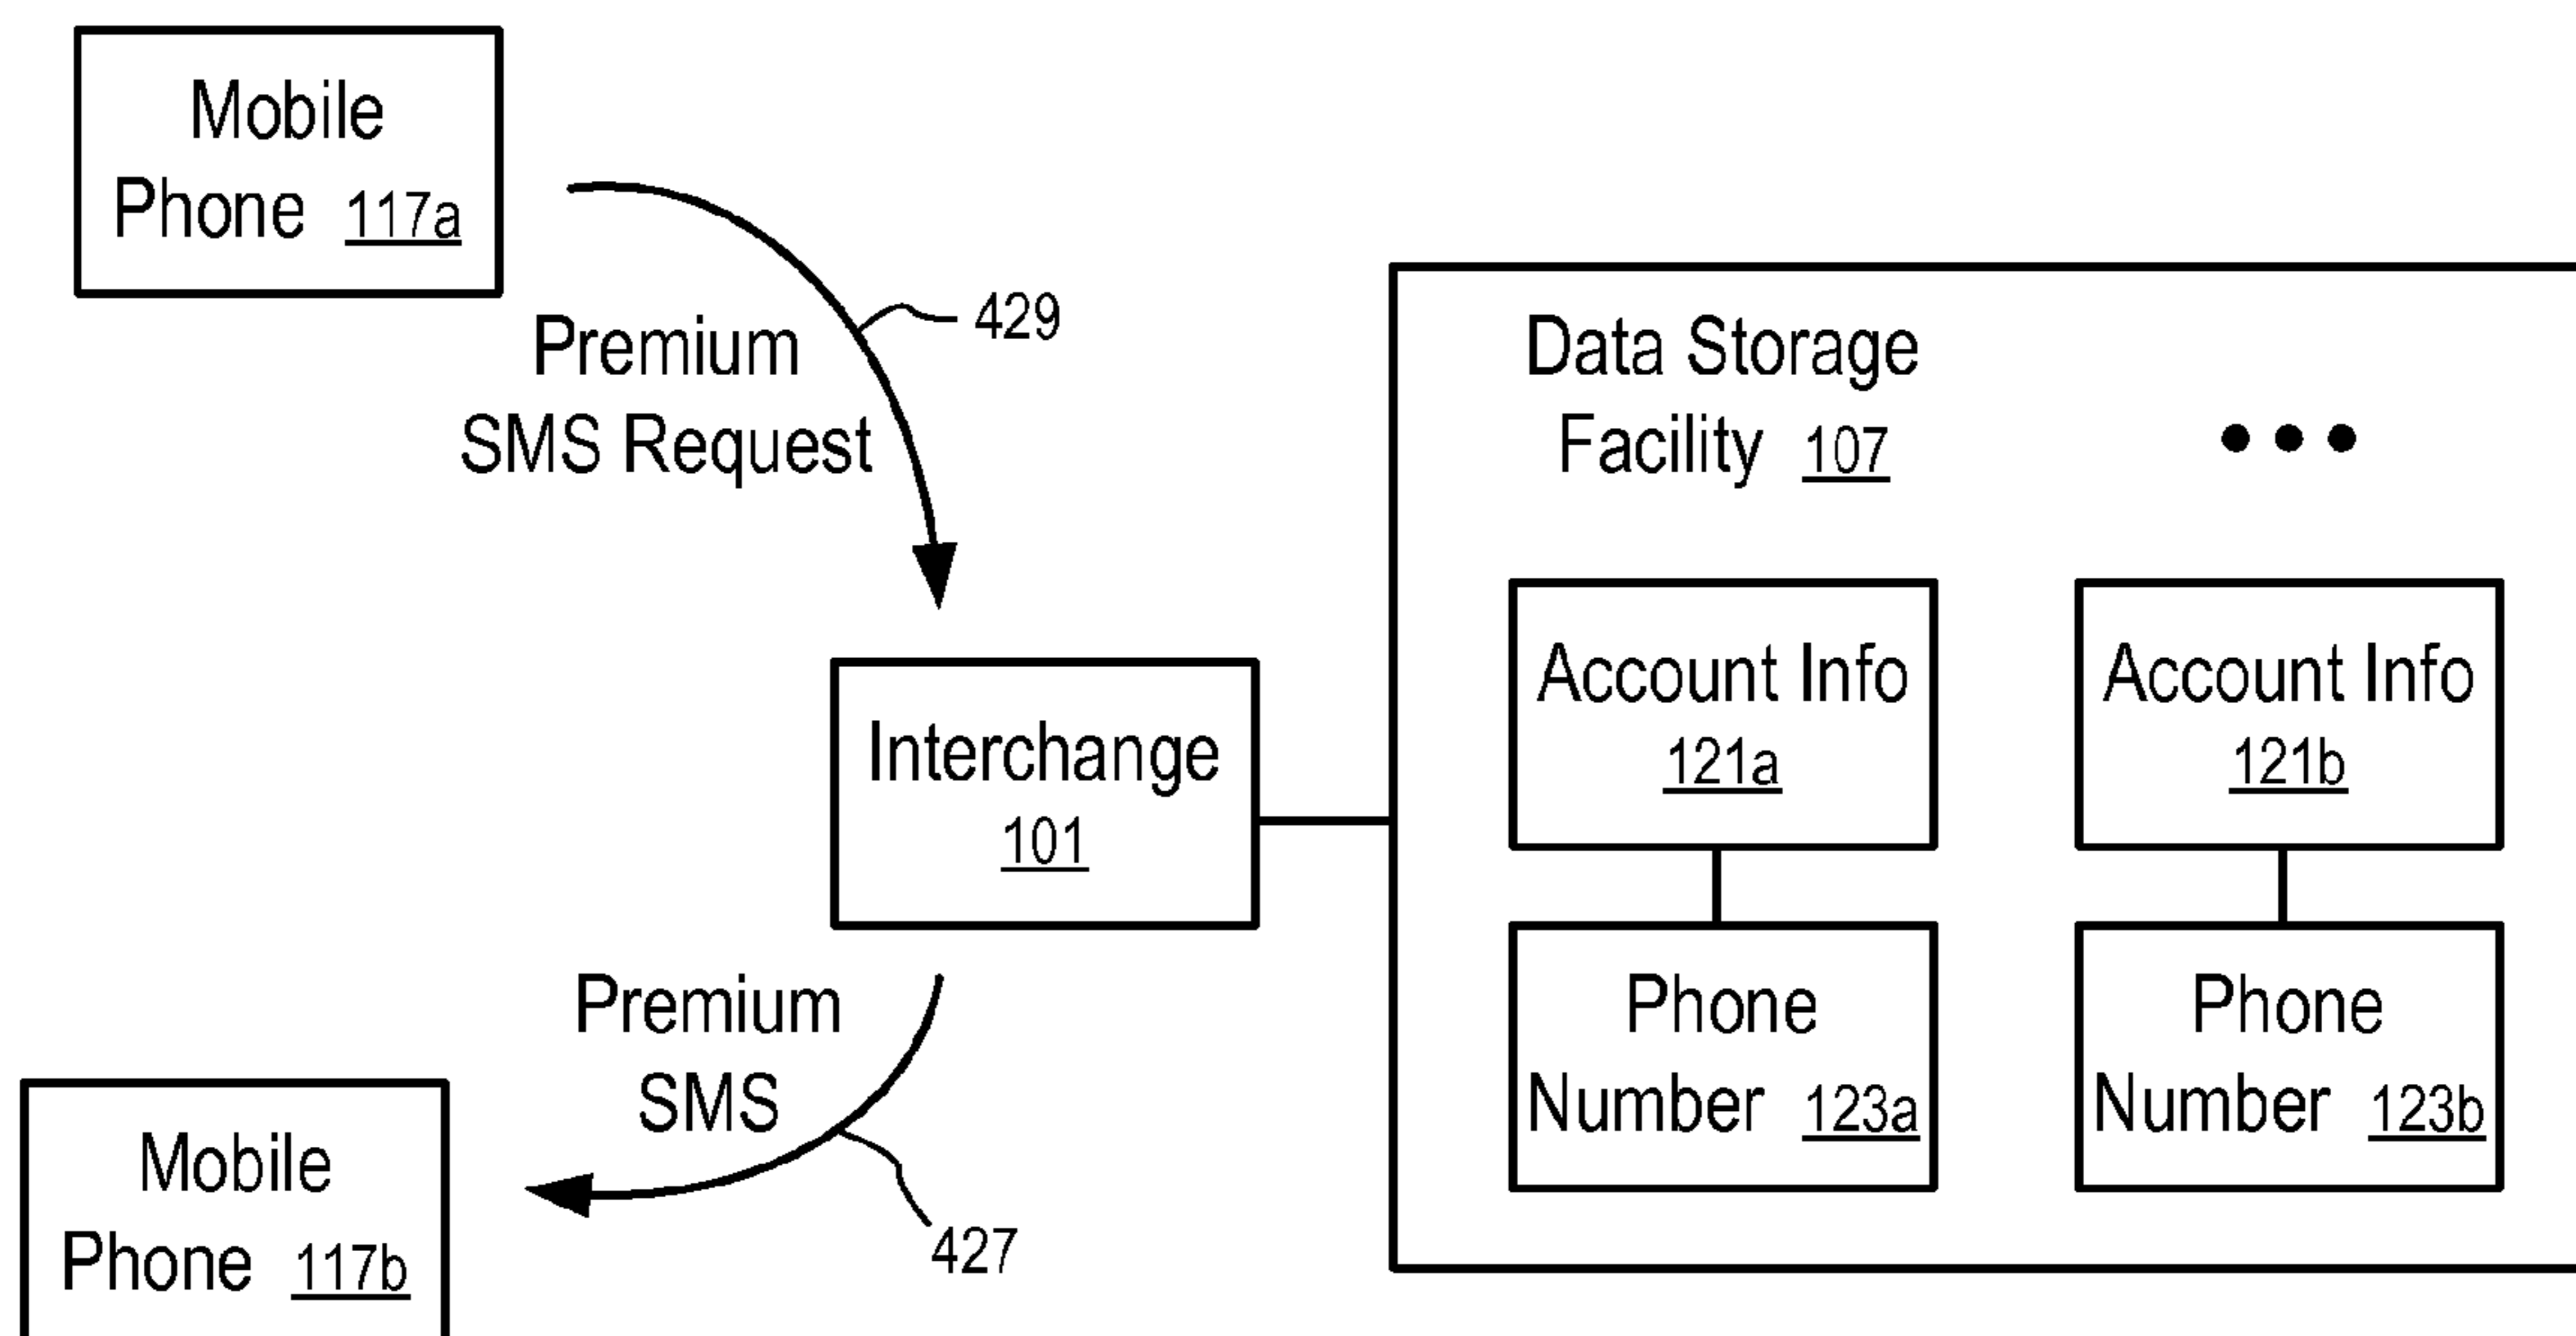 Mobile
Phone 117a
429
Premium
SMS Request
Data Storage
Facility 107
Interchange
101
Account Info
121a
Account Info
121b
Phone
Number 123a
Phone
Number 123b
Premium
SMS
427
Mobile
Phone 117b